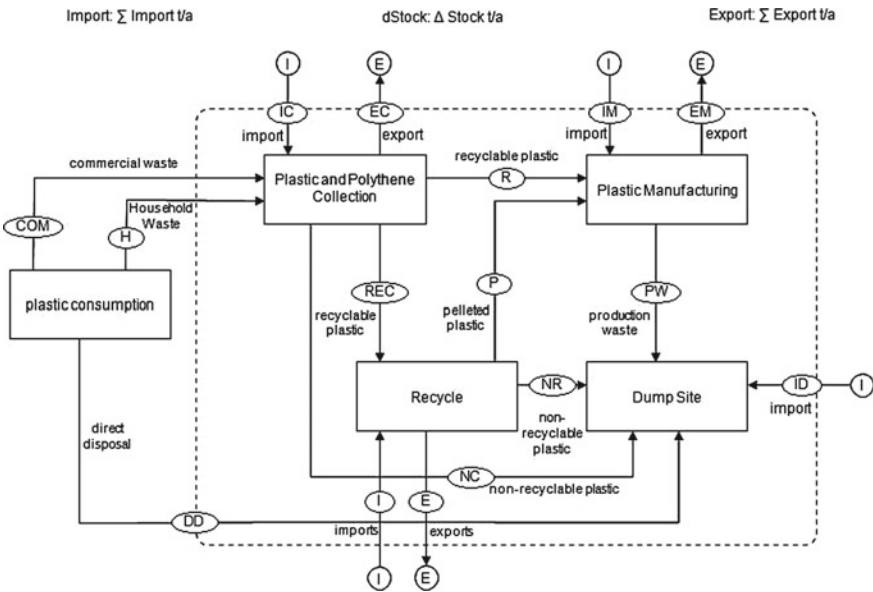 Import: ∑ Import t/a
dStock: Δ Stock t/a
Export: ∑ Export t/a
I
E
I
E
IC
EC
IM
EM
import
export
import
export
commercial waste
recyclable plastic
Plastic and Polythene
Collection
R
Plastic Manufacturing
Household
Waste
COM
H
plastic consumption
REC
P
PW
recyclable
plastic
pelleted
plastic
production
waste
Recycle
NR
Dump Site
ID
I
import
non-
recyclable
plastic
direct
disposal
NC
non-recyclable plastic
I
E
DD
imports
exports
I
E